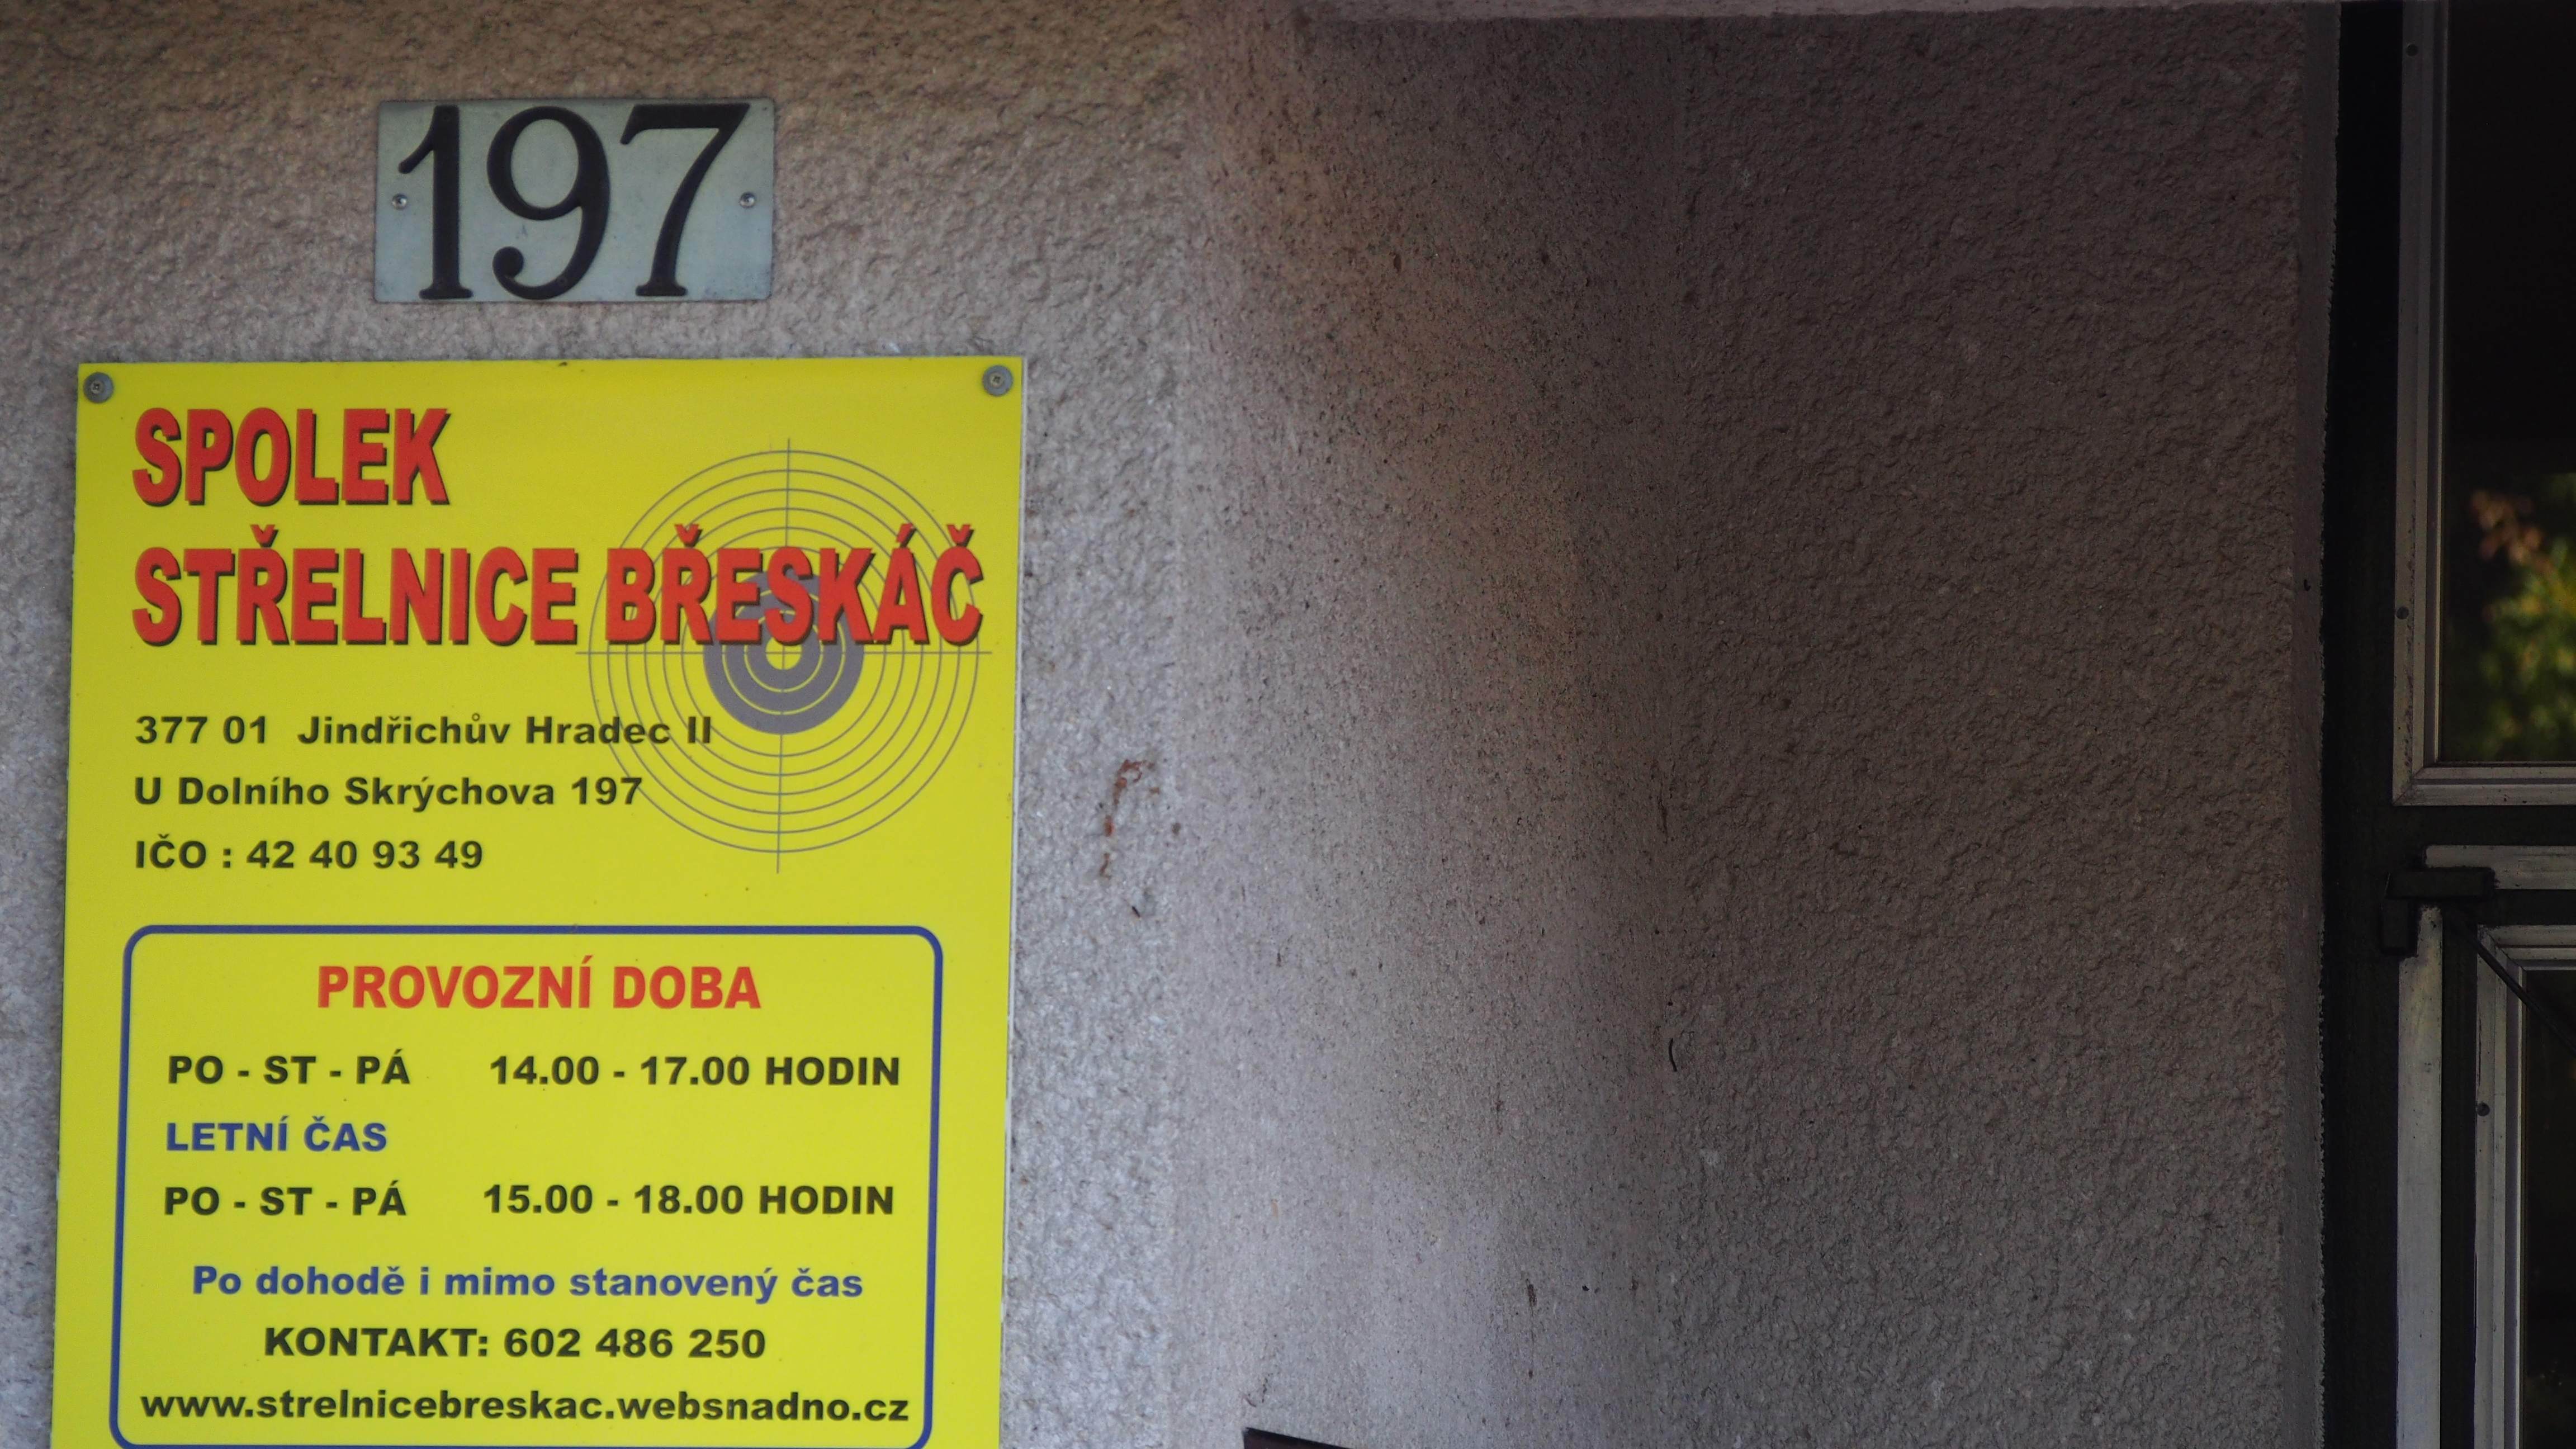 197
SPOLEK
STŘELNICE BŘESKÁČ
377 01 Jindřichův Hradec II
U Dolního Skrýchova 197
IČO : 42 40 93 49
PROVOZNÍ DOBA
PO - ST - PÁ 14.00 - 17.00 HODIN
LETNÍ ČAS
PO - ST - PÁ 15.00 - 18.00 HODIN
Po dohodě i mimo stanovený čas
KONTAKT: 602 486 250
www.strelnicebreskac.websnadno.cz